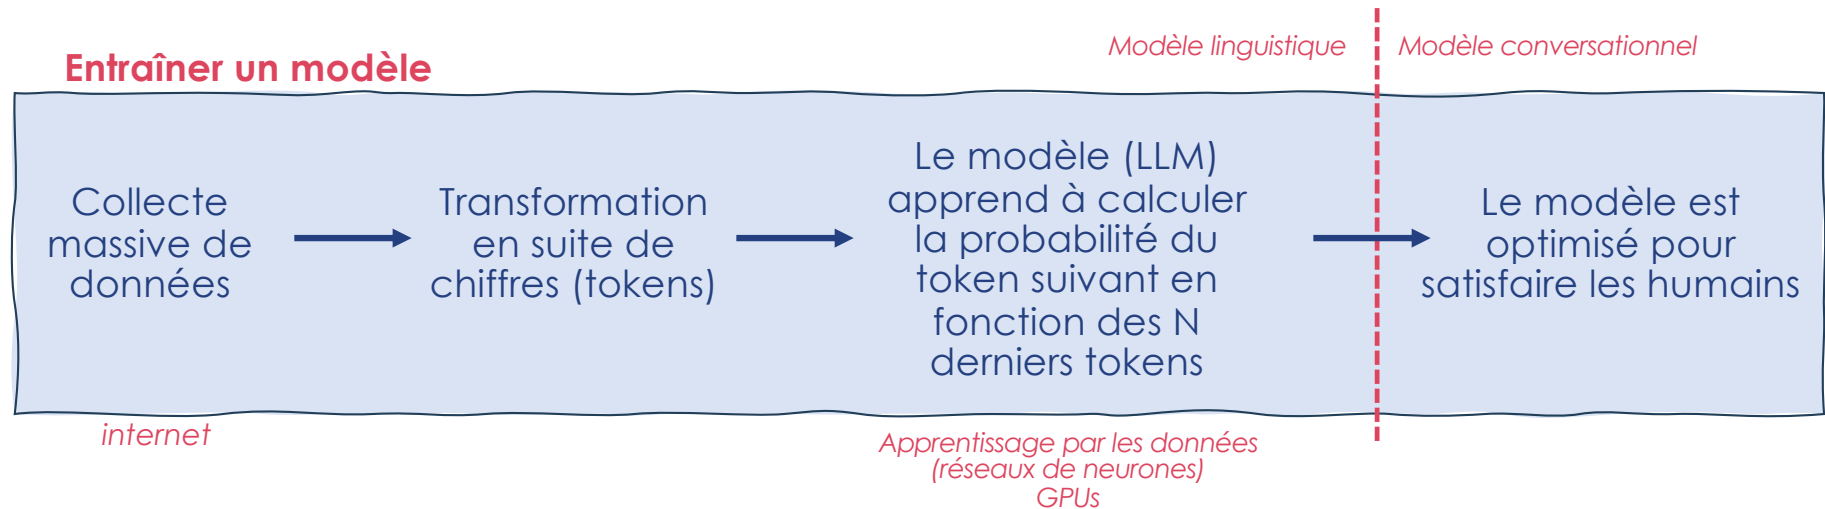 Modèle linguistique
Modèle conversationnel
Entraîner un modèle
Collecte
massive de
données
Transformation
en suite de
chiffres (tokens)
Le modèle (LLM)
apprend à calculer
la probabilité du
token suivant en
fonction des N
derniers tokens
Le modèle est
optimisé pour
satisfaire les humains
internet
Apprentissage par les données
(réseaux de neurones)
GPUs